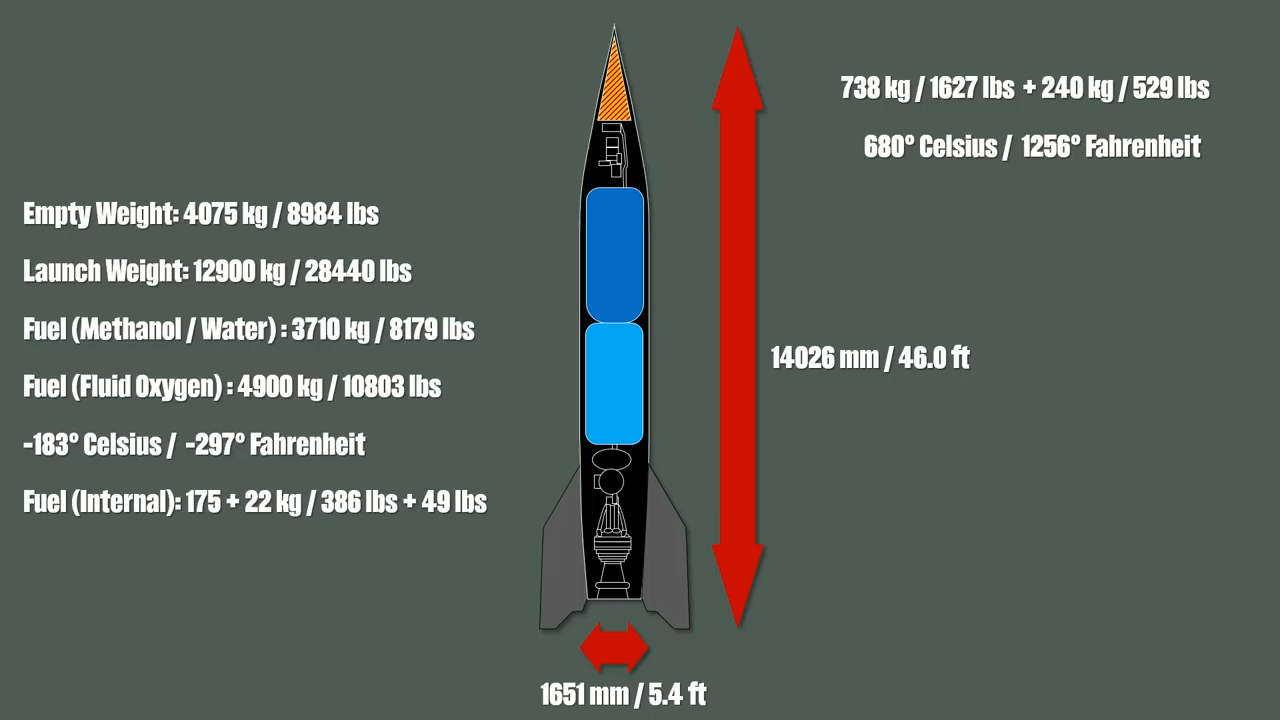 738 kg / 1627 lbs + 240 kg / 529 lbs
680° Celsius / 1256° Fahrenheit
Empty Weight: 4075 kg / 8984 lbs
Launch Weight: 12900 kg / 28440 lbs
Fuel (Methanol / Water) : 3710 kg / 8179 lbs
Fuel (Fluid Oxygen) : 4900 kg / 10803 lbs
-183° Celsius / -297° Fahrenheit
Fuel (Internal): 175 + 22 kg / 386 lbs + 49 lbs
14026 mm / 46.0 ft
1651 mm / 5.4 ft